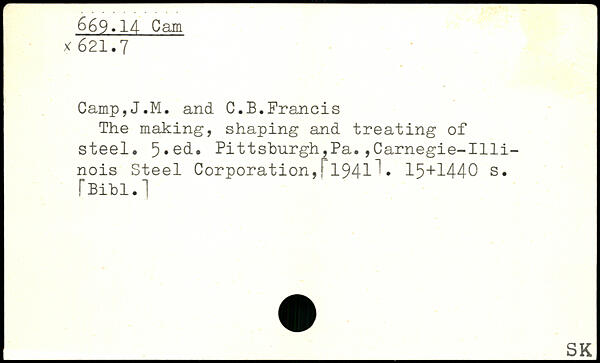 669.14 Cam
x 621.7
Camp,J.M. and C.B.Francis
The making, shaping and treating of
steel. 5.ed. Pittsburgh,Pa.,Carnegie-Illi-
nois Steel Corporation,⌈1941⌉. 15+1440 s.
⌈Bibl.⌉
SK